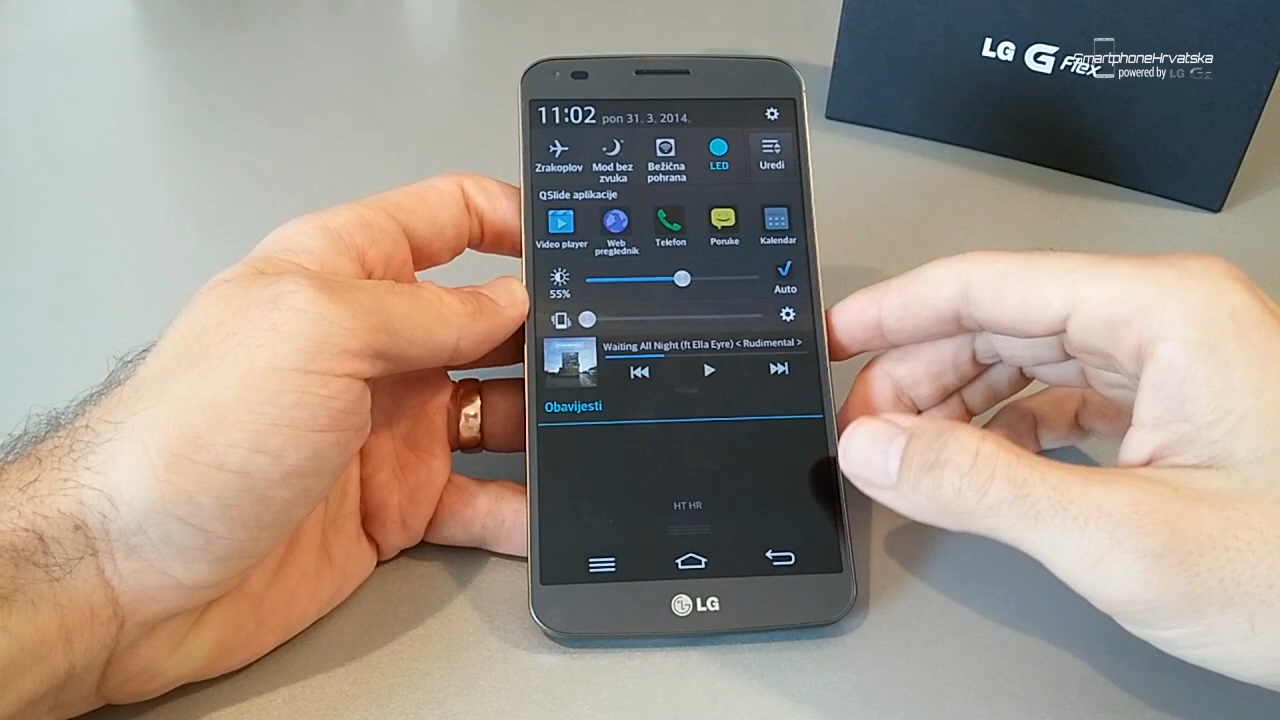 LG G Flex
SmartphoneHrvatska
powered by LG G2
11:02 pon 31. 3. 2014.
Zrakoplov
Mod bez zvuka
Bežična pohrana
LED
Uredi
QSlide aplikacije
Video player
Web preglednik
Telefon
Poruke
Kalendar
55%
Auto
Waiting All Night (ft Ella Eyre) < Rudimental >
Obavijesti
HT HR
LG